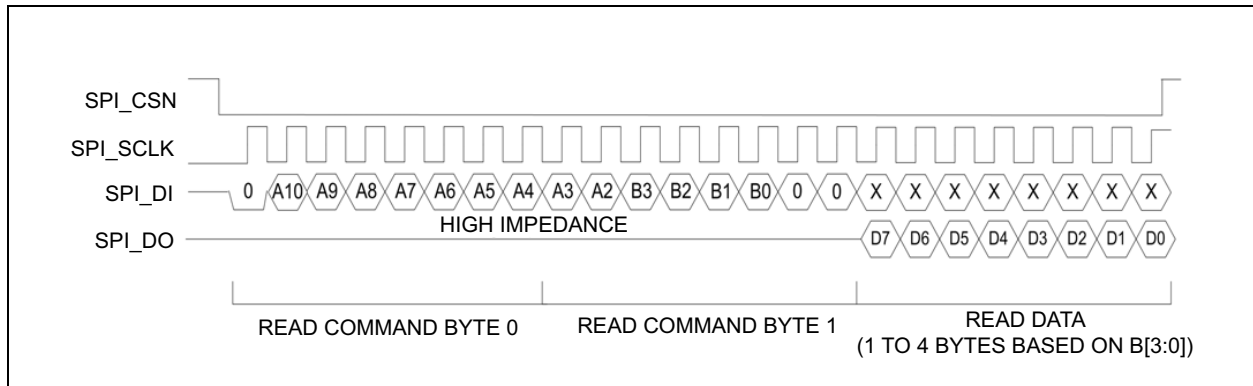 SPI_CSN
SPI_SCLK
SPI_DI 0 A10 A9 A8 A7 A6 A5 A4 A3 A2 B3 B2 B1 B0 0 0 X X X X X X X X
HIGH IMPEDANCE
SPI_DO D7 D6 D5 D4 D3 D2 D1 D0
READ COMMAND BYTE 0 READ COMMAND BYTE 1 READ DATA
(1 TO 4 BYTES BASED ON B[3:0])